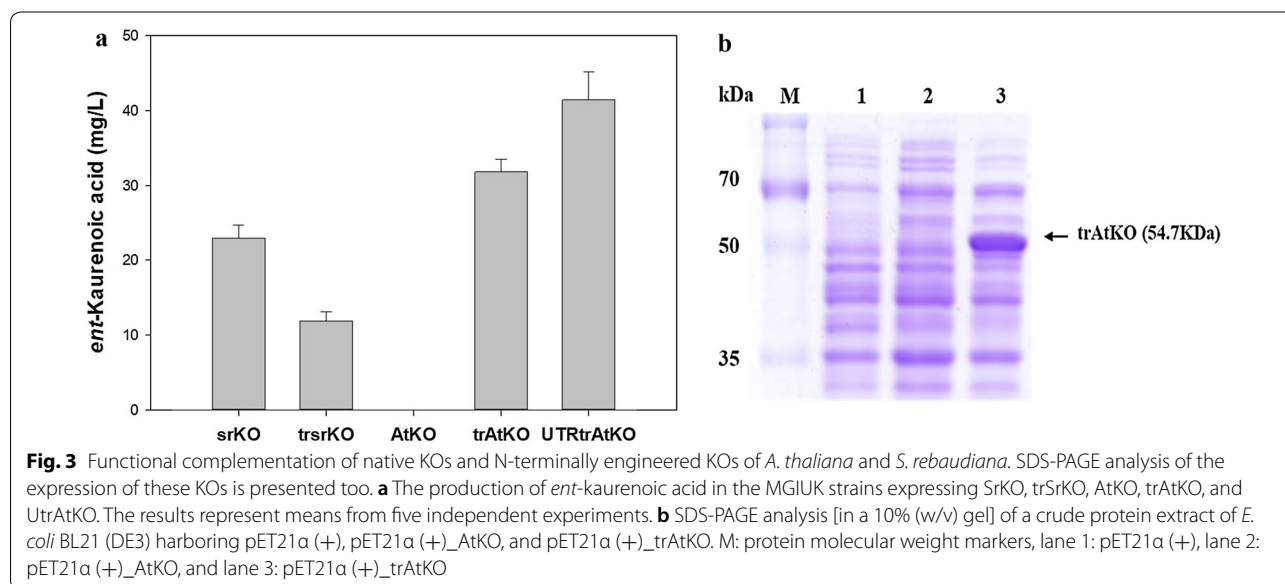 a
50
40
30
20
10
0
ent-Kaurenoic acid (mg/L)
srKO trsrKO AtKO trAtKO UTRtrAtKO
b
kDa M 1 2 3
70
50
35
← trAtKO (54.7KDa)
Fig. 3 Functional complementation of native KOs and N-terminally engineered KOs of A. thaliana and S. rebaudiana. SDS-PAGE analysis of the
expression of these KOs is presented too. a The production of ent-kaurenoic acid in the MGIUK strains expressing SrKO, trSrKO, AtKO, trAtKO, and
UtrAtKO. The results represent means from five independent experiments. b SDS-PAGE analysis [in a 10% (w/v) gel] of a crude protein extract of E.
coli BL21 (DE3) harboring pET21α (+), pET21α (+)_AtKO, and pET21α (+)_trAtKO. M: protein molecular weight markers, lane 1: pET21α (+), lane 2:
pET21α (+)_AtKO, and lane 3: pET21α (+)_trAtKO